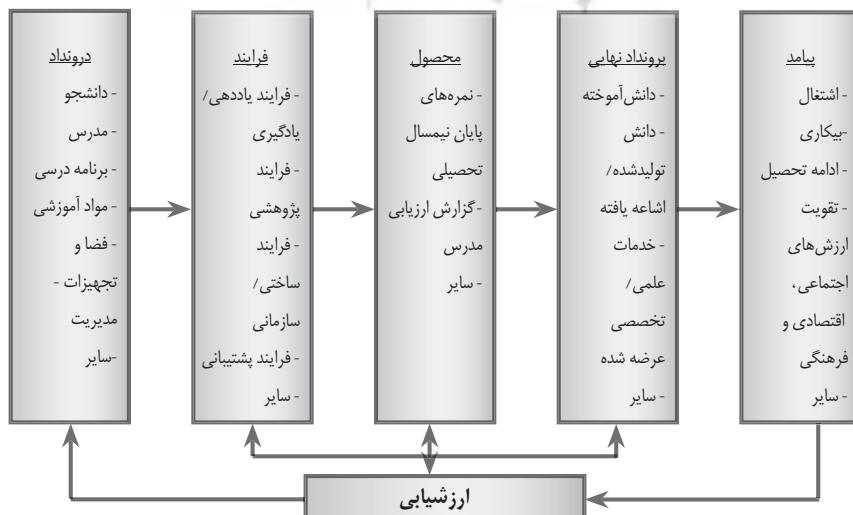 درونداد
- دانشجو
- مدرس
- برنامه درسی
- مواد آموزشی
- فضا و
تجهیزات -
مدیریت
-سایر
فرایند
- فرایند یاددهی/
یادگیری
- فرایند
پژوهشی
- فرایند
ساختی/
سازمانی
- فرایند پشتیبانی
- سایر
محصول
- نمره‌های
پایان نیمسال
تحصیلی
-گزارش ارزیابی
مدرس
- سایر
برونداد نهایی
- دانش‌آموخته
- دانش
تولیدشده/
اشاعه یافته
- خدمات
علمی/
تخصصی
عرضه شده
- سایر
پیامد
- اشتغال
-بیکاری
- ادامه تحصیل
- تقویت
ارزش‌های
اجتماعی،
اقتصادی و
فرهنگی
- سایر
ارزشیابی